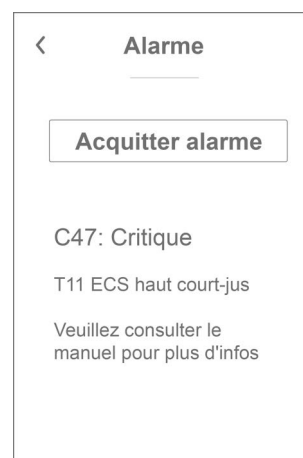 Alarme
Acquitter alarme
C47: Critique
T11 ECS haut court-jus
Veuillez consulter le
manuel pour plus d'infos